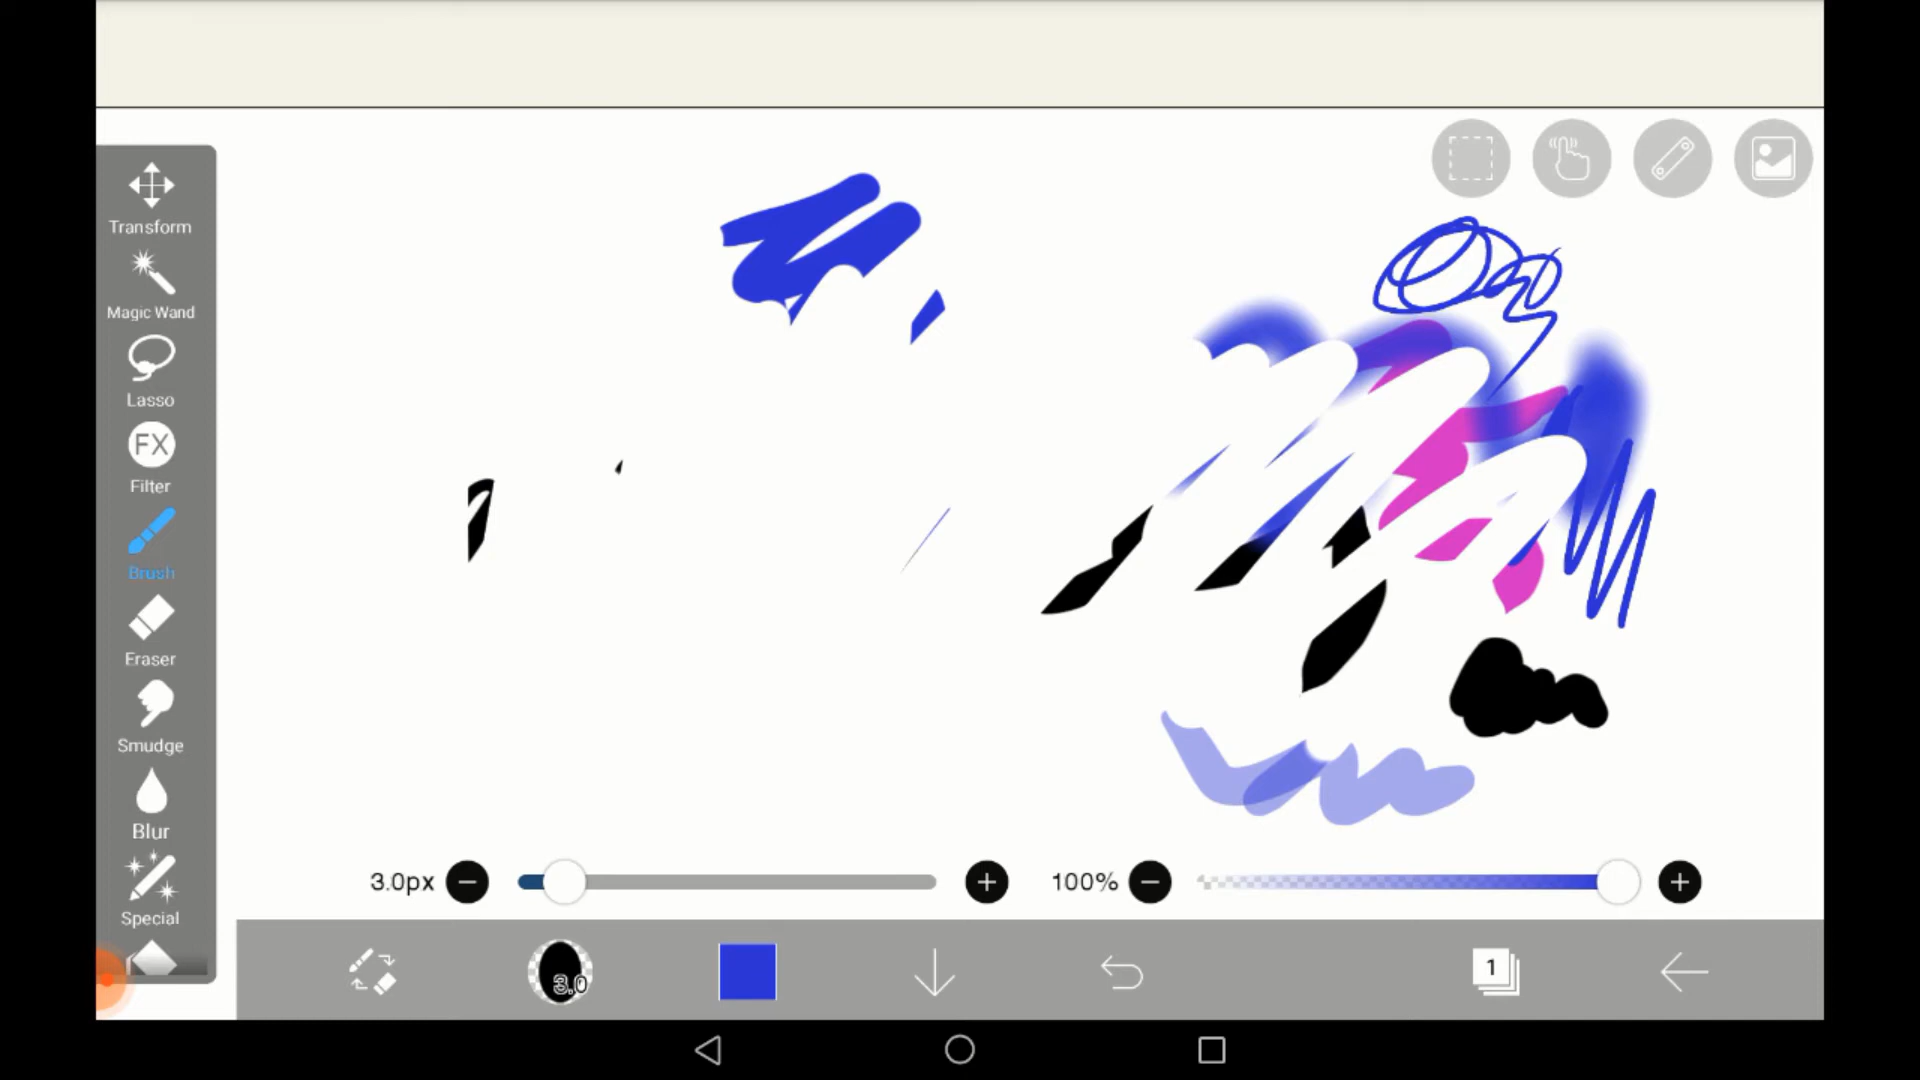 Transform
Magic Wand
Lasso
FX
Filter
Brush
Eraser
Smudge
Blur
Special
3.0px
100%
3.0
1